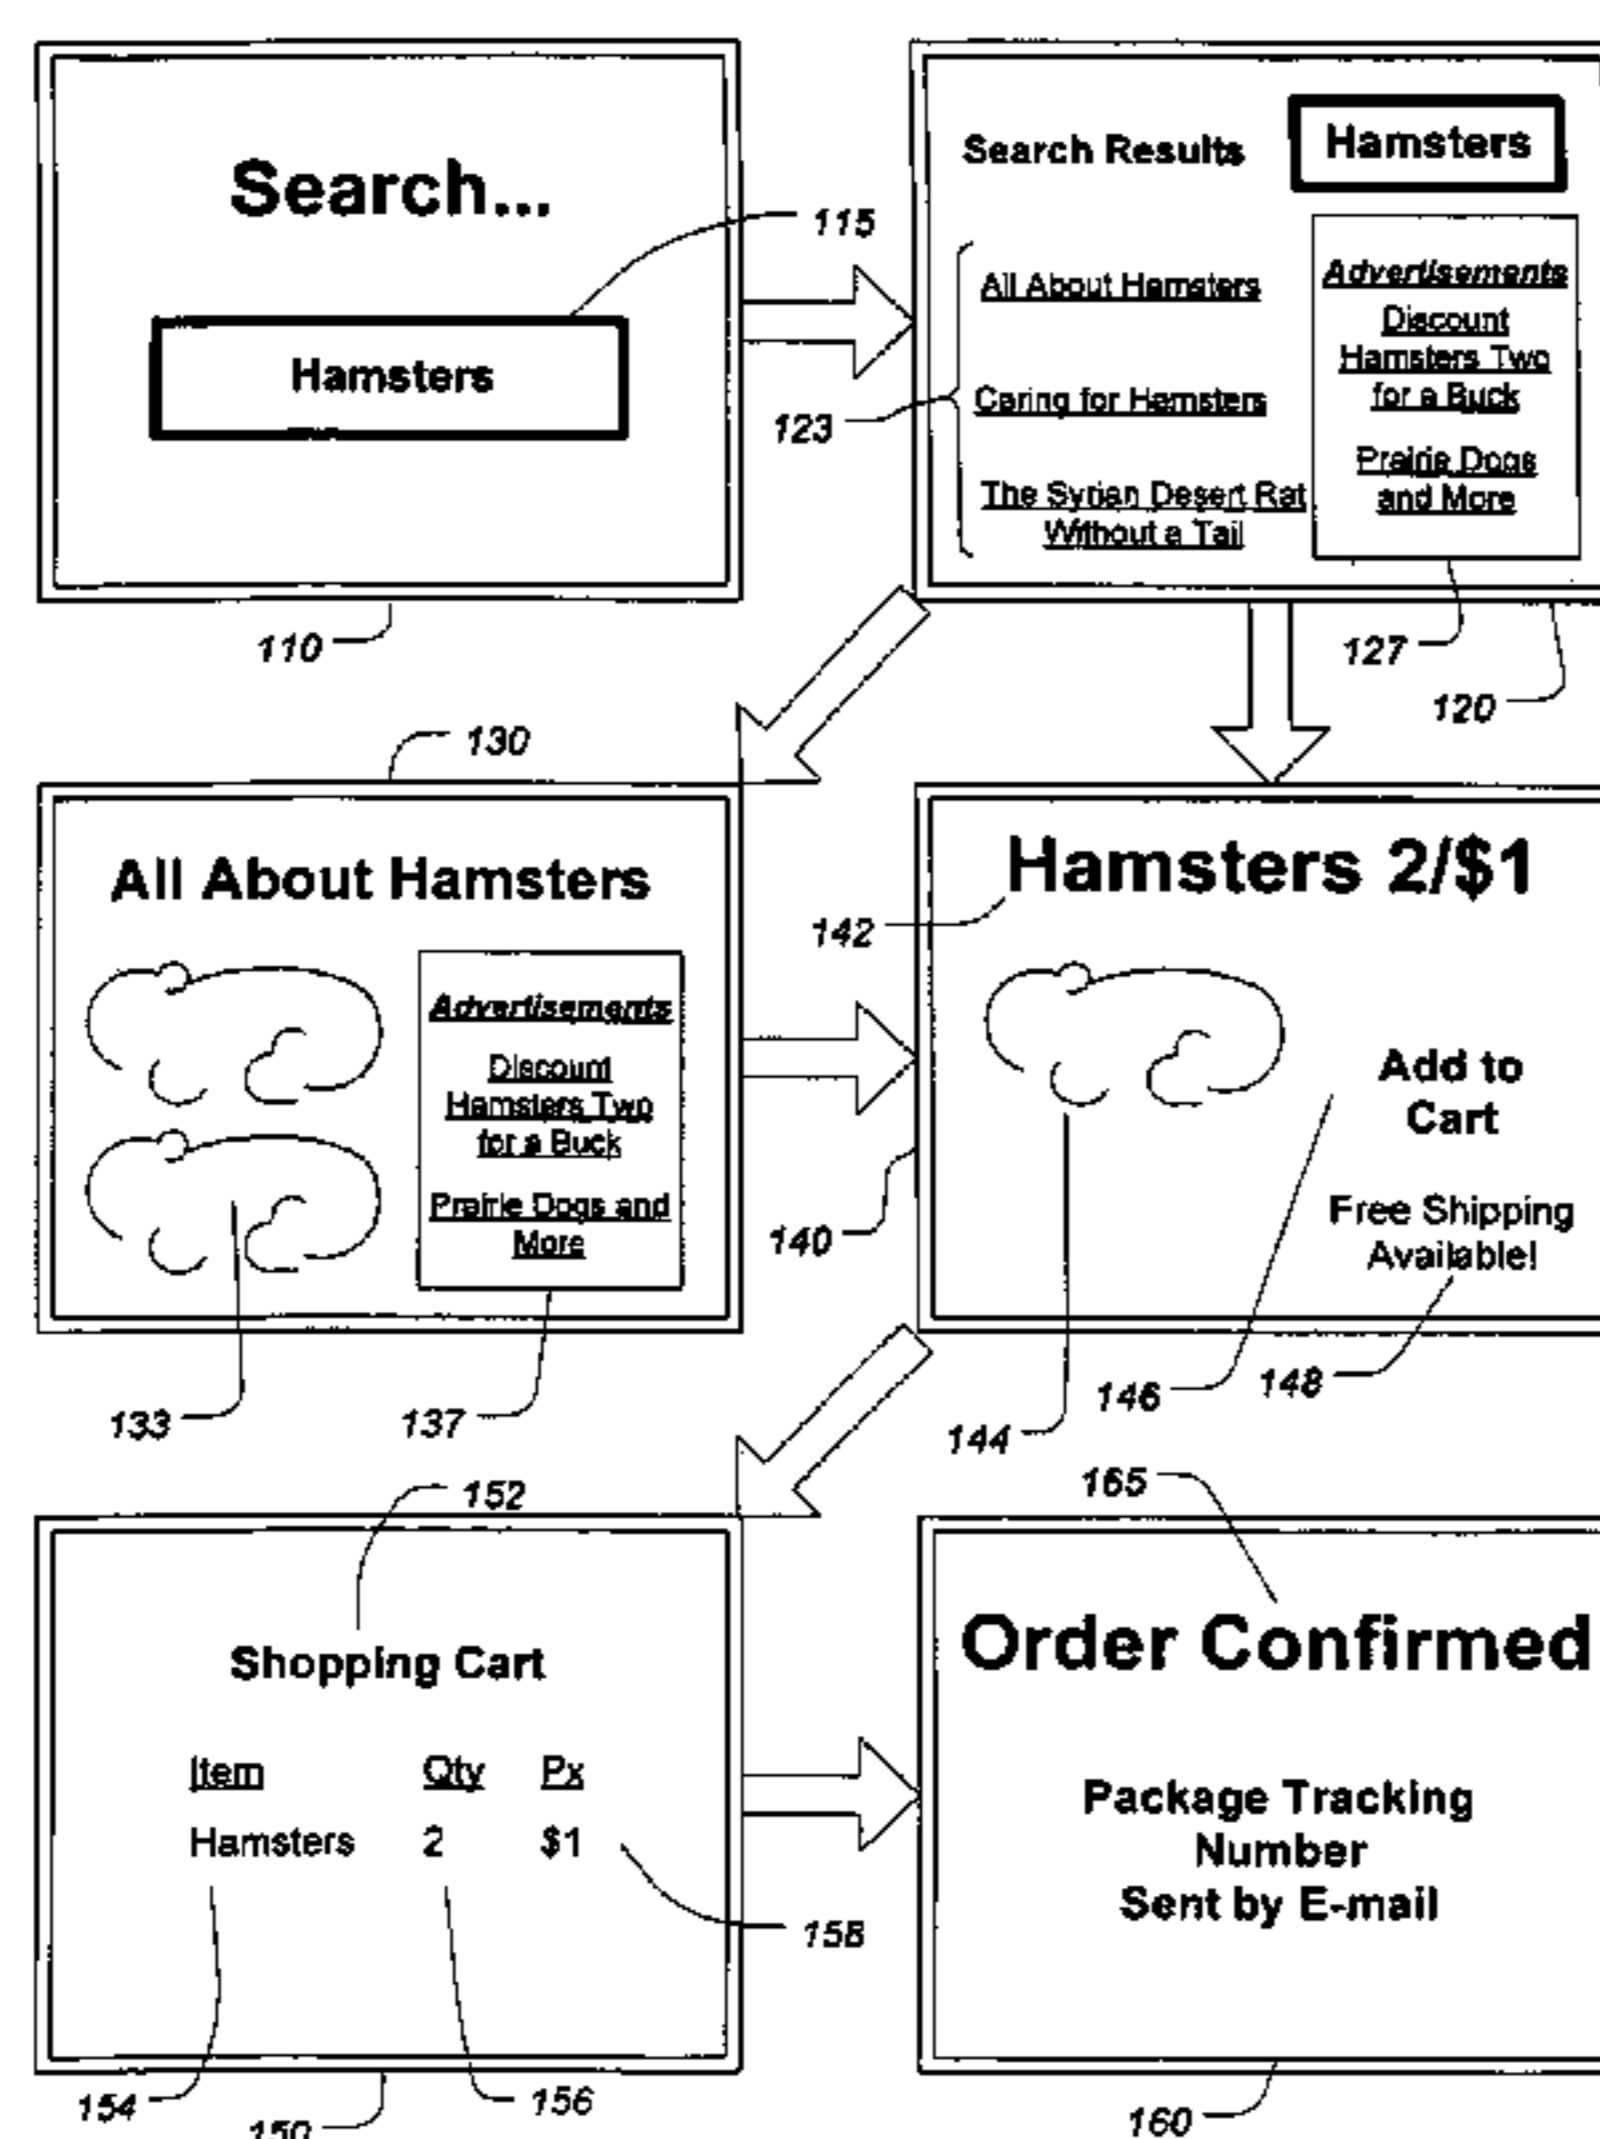 Search...
115
Hamsters
110
Search Results
Hamsters
All About Hamsters
123
Caring for Hamsters
The Syrian Desert Rat
Without a Tail
Advertisements
Discount
Hamsters Two
for a Buck
Prairie Dogs
and More
127
120
130
All About Hamsters
Advertisements
Discount
Hamsters Two
for a Buck
Prairie Dogs and
More
133
137
Hamsters 2/$1
142
Add to
Cart
140
Free Shipping
Available!
146
148
144
152
Shopping Cart
Item Qty Px
Hamsters 2 $1
158
154
156
150
165
Order Confirmed
Package Tracking
Number
Sent by E-mail
160